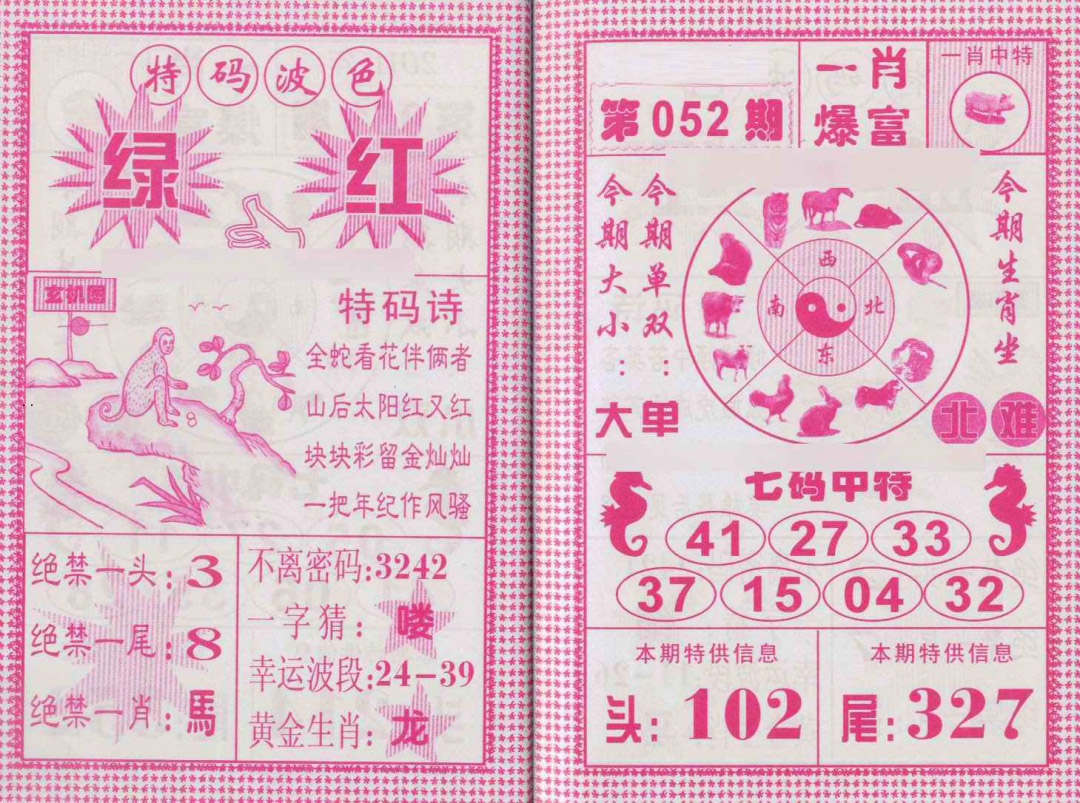 特码波色
绿 红
玄机图
特码诗
全蛇看花伴俩者
山后太阳红又红
块块彩留金灿灿
一把年纪作风骚
绝禁一头:3
绝禁一尾:8
绝禁一肖:馬
不离密码:3242
一字猜:喽
幸运波段:24-39
黄金生肖:龙
第052期
一肖
爆富
一肖中特
今期大小:大
今期单双:单
今期生肖坐
北 难
西
南 北
东
七码中特
41 27 33
37 15 04 32
本期特供信息
头:102
本期特供信息
尾:327